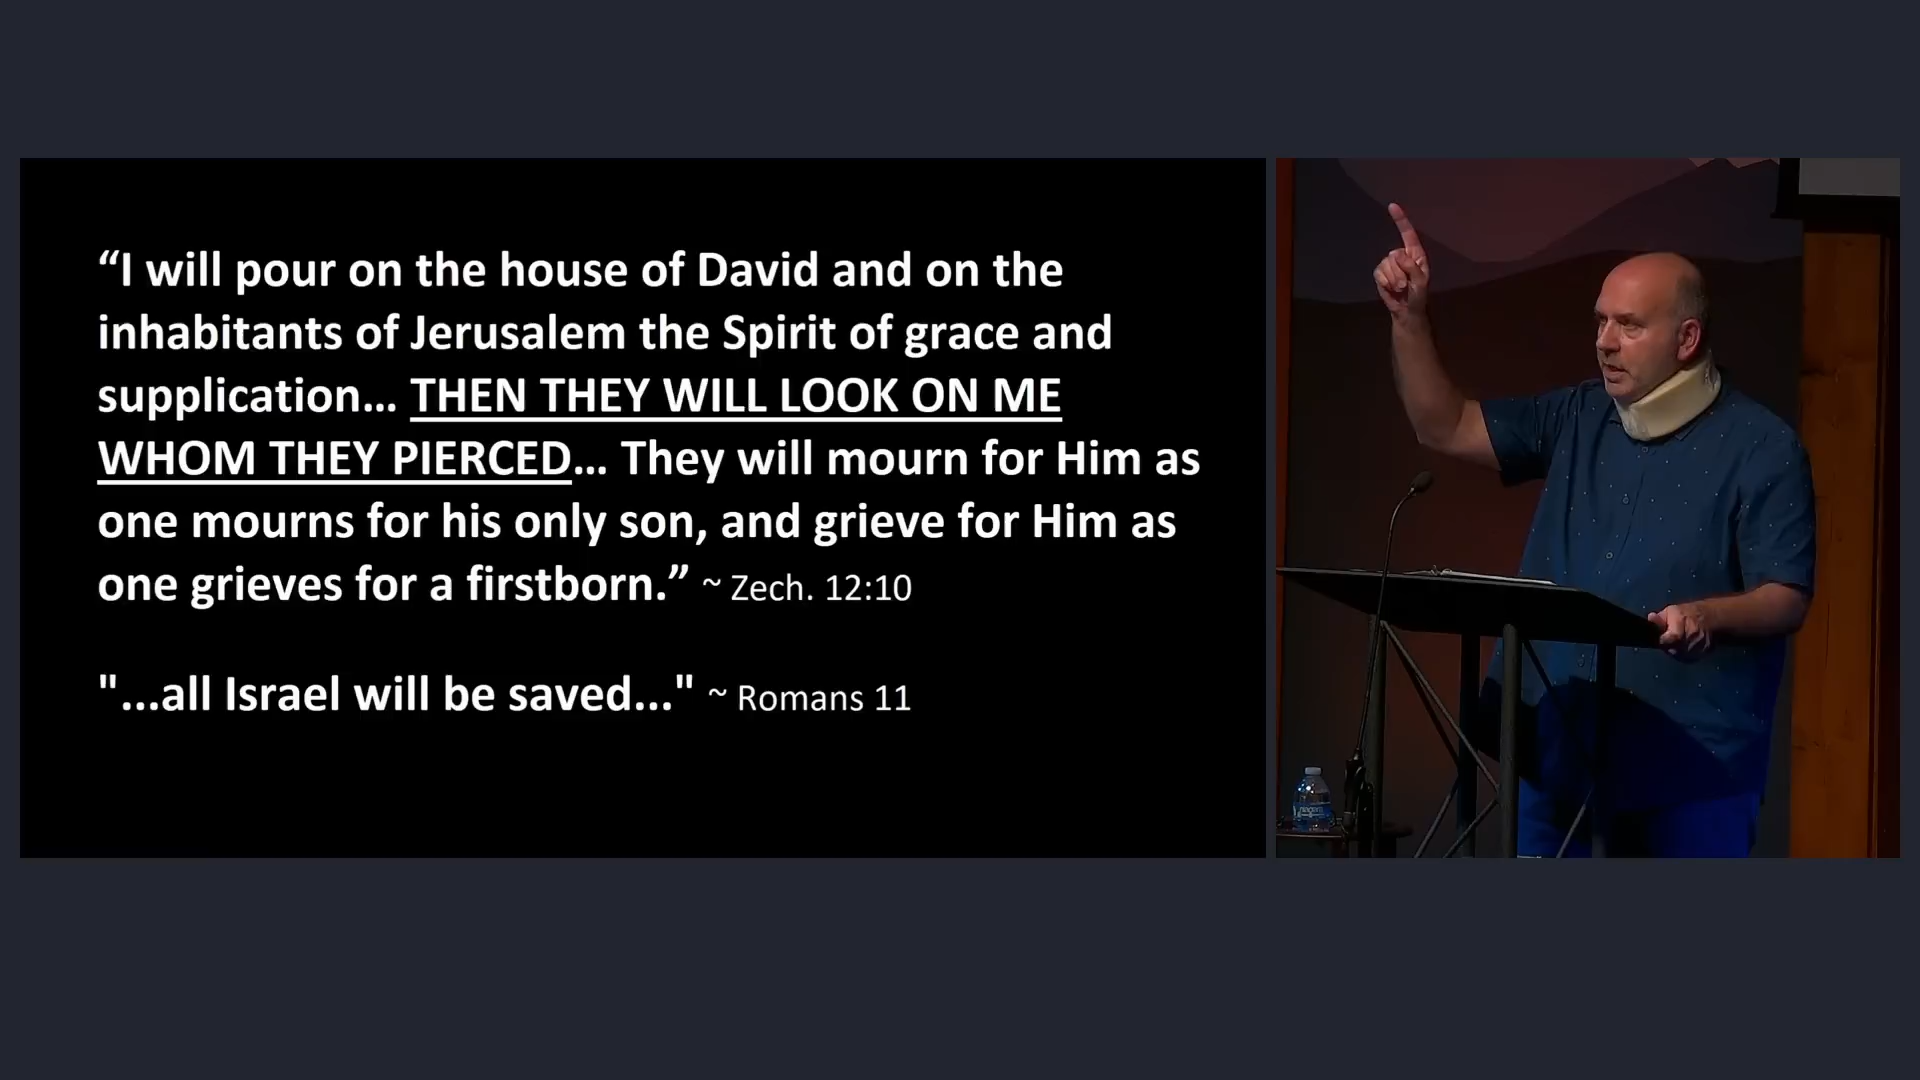 “I will pour on the house of David and on the
inhabitants of Jerusalem the Spirit of grace and
supplication... THEN THEY WILL LOOK ON ME
WHOM THEY PIERCED... They will mourn for Him as
one mourns for his only son, and grieve for Him as
one grieves for a firstborn.” ~ Zech. 12:10
"...all Israel will be saved..." ~ Romans 11
niagara